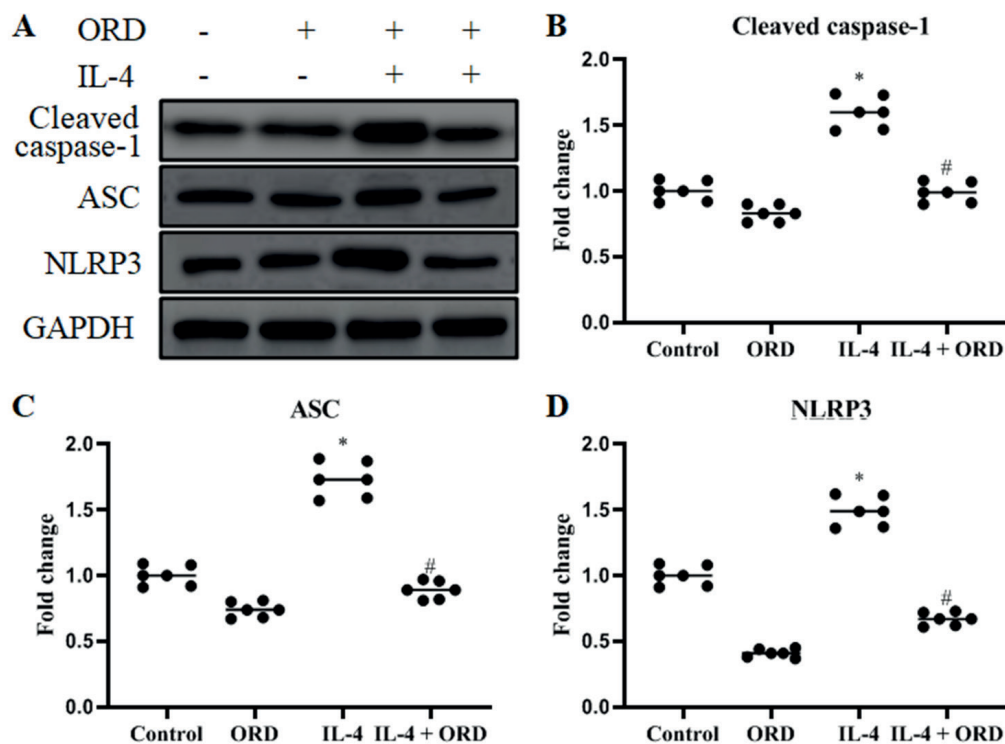 A
ORD - + + +
IL-4 - - + +
Cleaved
caspase-1
ASC
NLRP3
GAPDH
B
Cleaved caspase-1
Fold change
2.0
1.5
1.0
0.5
0.0
*
#
Control ORD IL-4 IL-4 + ORD
C
ASC
Fold change
2.0
1.5
1.0
0.5
0.0
*
#
Control ORD IL-4 IL-4 + ORD
D
NLRP3
Fold change
2.0
1.5
1.0
0.5
0.0
*
#
Control ORD IL-4 IL-4 + ORD